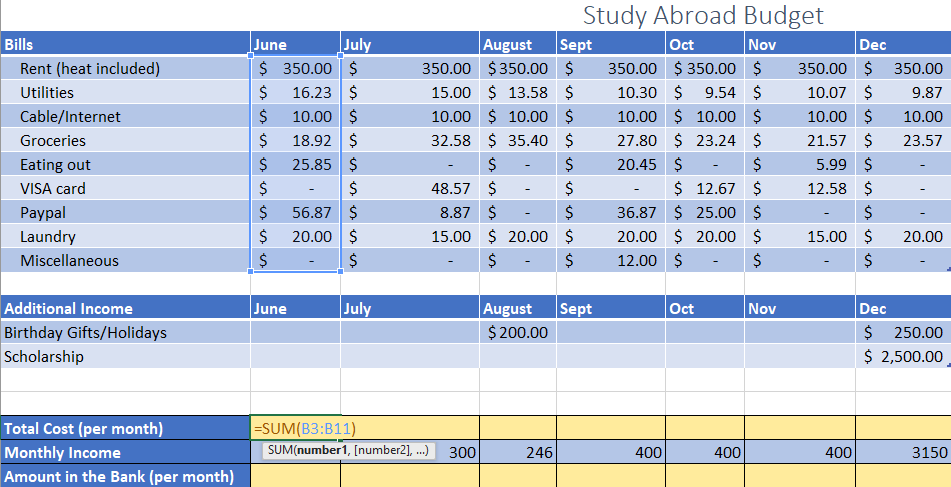 Study Abroad Budget
Bills June July August Sept Oct Nov Dec
Rent (heat included) $ 350.00 $ 350.00 $ 350.00 $ 350.00 $ 350.00 $ 350.00 $ 350.00
Utilities $ 16.23 $ 15.00 $ 13.58 $ 10.30 $ 9.54 $ 10.07 $ 9.87
Cable/Internet $ 10.00 $ 10.00 $ 10.00 $ 10.00 $ 10.00 $ 10.00 $ 10.00
Groceries $ 18.92 $ 32.58 $ 35.40 $ 27.80 $ 23.24 $ 21.57 $ 23.57
Eating out $ 25.85 $ - $ - $ 20.45 $ - $ 5.99 $ -
VISA card $ - $ 48.57 $ - $ - $ 12.67 $ 12.58 $ -
Paypal $ 56.87 $ 8.87 $ - $ 36.87 $ 25.00 $ - $ -
Laundry $ 20.00 $ 15.00 $ 20.00 $ 20.00 $ 20.00 $ 15.00 $ 20.00
Miscellaneous $ - $ - $ - $ 12.00 $ - $ - $ -
Additional Income June July August Sept Oct Nov Dec
Birthday Gifts/Holidays $ 200.00 $ 250.00
Scholarship $ 2,500.00
Total Cost (per month) =SUM(B3:B11)
Monthly Income SUM(number1, [number2], ...) 300 246 400 400 400 3150
Amount in the Bank (per month)